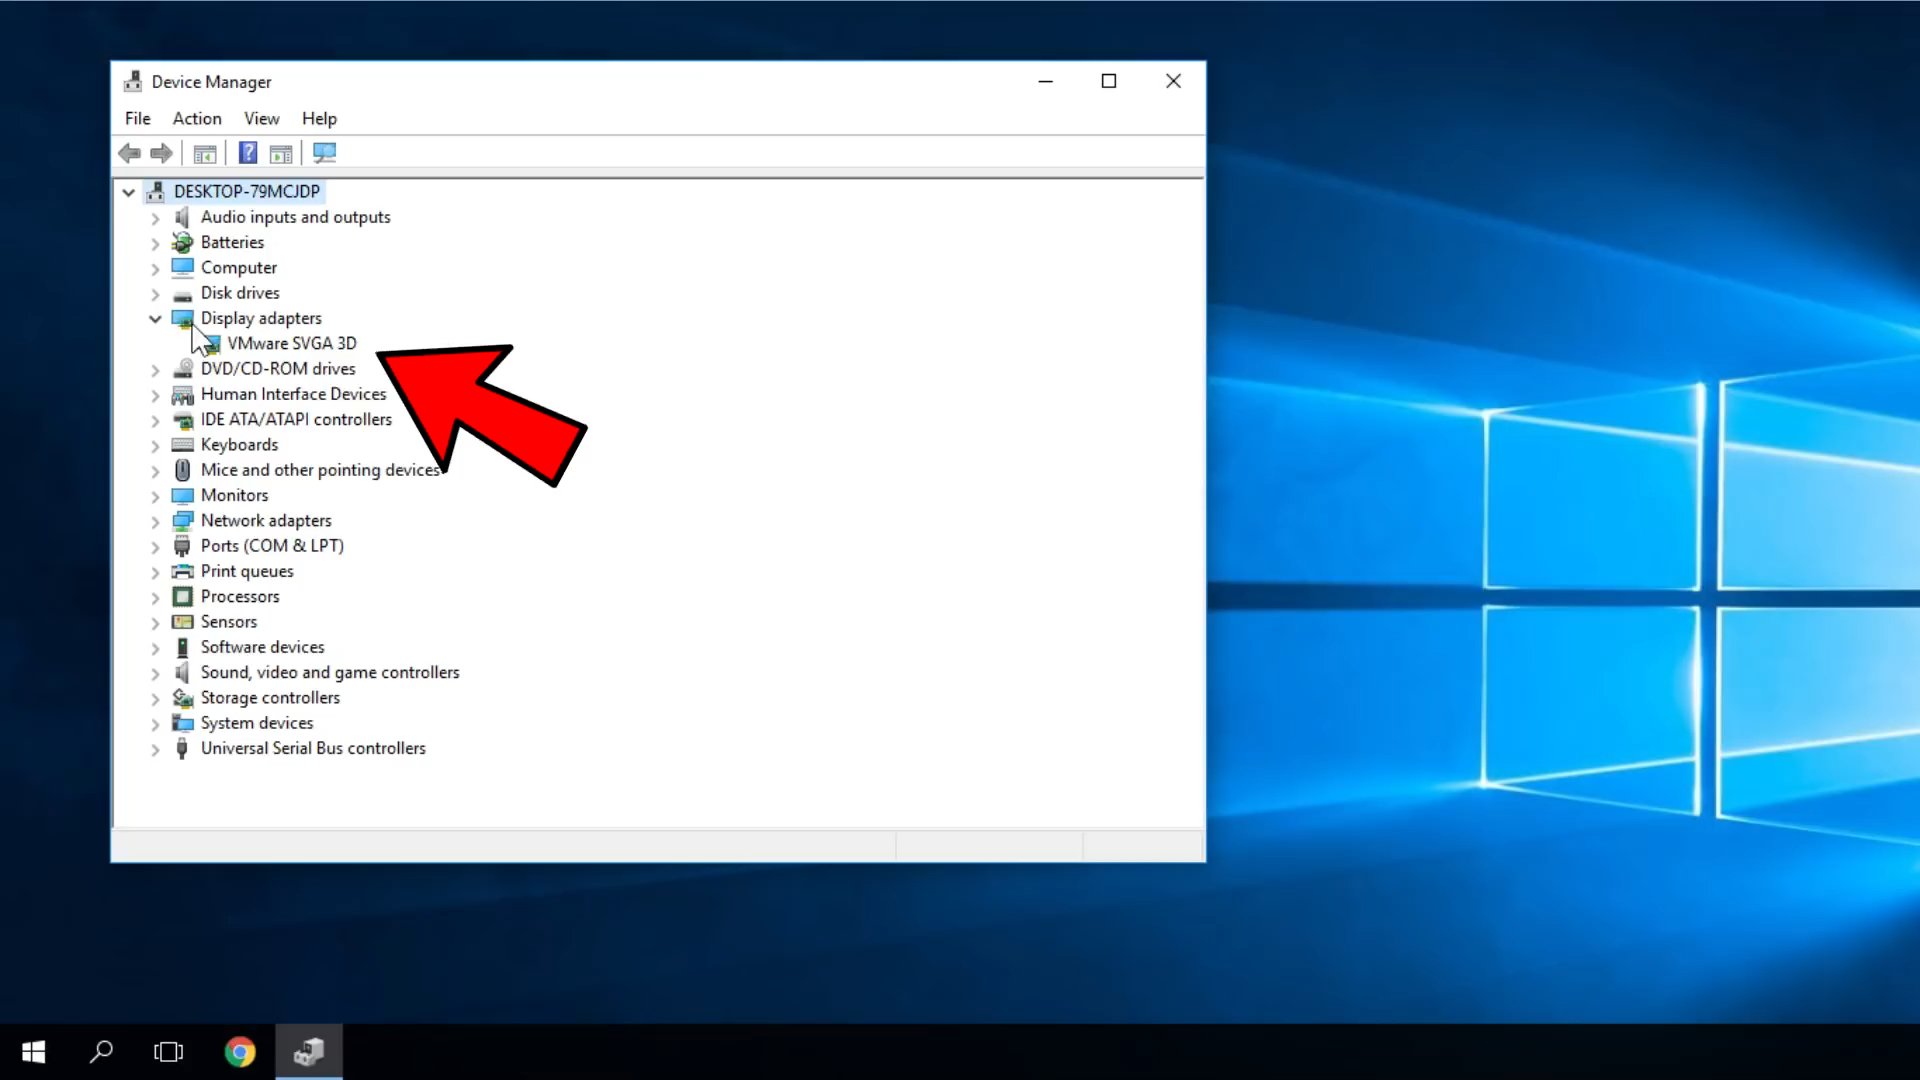 Device Manager
File Action View Help
DESKTOP-79MCJDP
Audio inputs and outputs
Batteries
Computer
Disk drives
Display adapters
VMware SVGA 3D
DVD/CD-ROM drives
Human Interface Devices
IDE ATA/ATAPI controllers
Keyboards
Mice and other pointing devices
Monitors
Network adapters
Ports (COM & LPT)
Print queues
Processors
Sensors
Software devices
Sound, video and game controllers
Storage controllers
System devices
Universal Serial Bus controllers